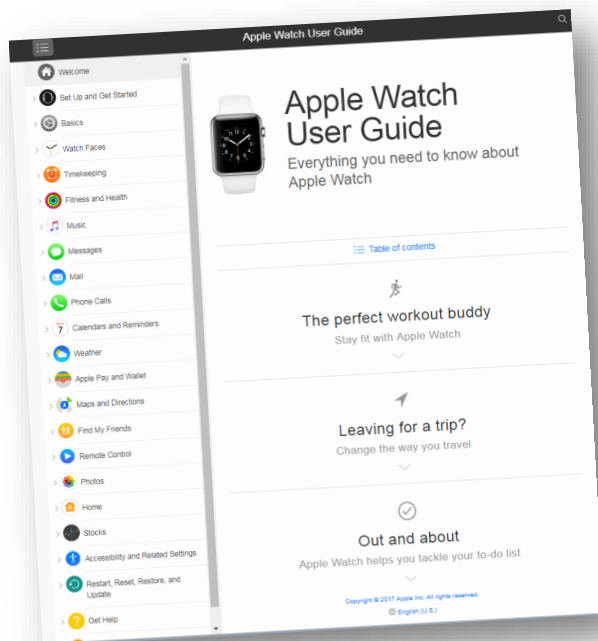 Apple Watch User Guide
Welcome
Set Up and Get Started
Basics
Watch Faces
Timekeeping
Fitness and Health
Music
Messages
Mail
Phone Calls
Calendars and Reminders
7
Weather
Apple Pay and Wallet
Maps and Directions
Find My Friends
Remote Control
Photos
Home
Stocks
Accessibility and Related Settings
Restart, Reset, Restore, and
Update
Get Help
Apple Watch
User Guide
Everything you need to know about
Apple Watch
Table of contents
The perfect workout buddy
Stay fit with Apple Watch
Leaving for a trip?
Change the way you travel
Out and about
Apple Watch helps you tackle your to-do list
Copyright © 2017 Apple Inc. All rights reserved.
English (U.S.)